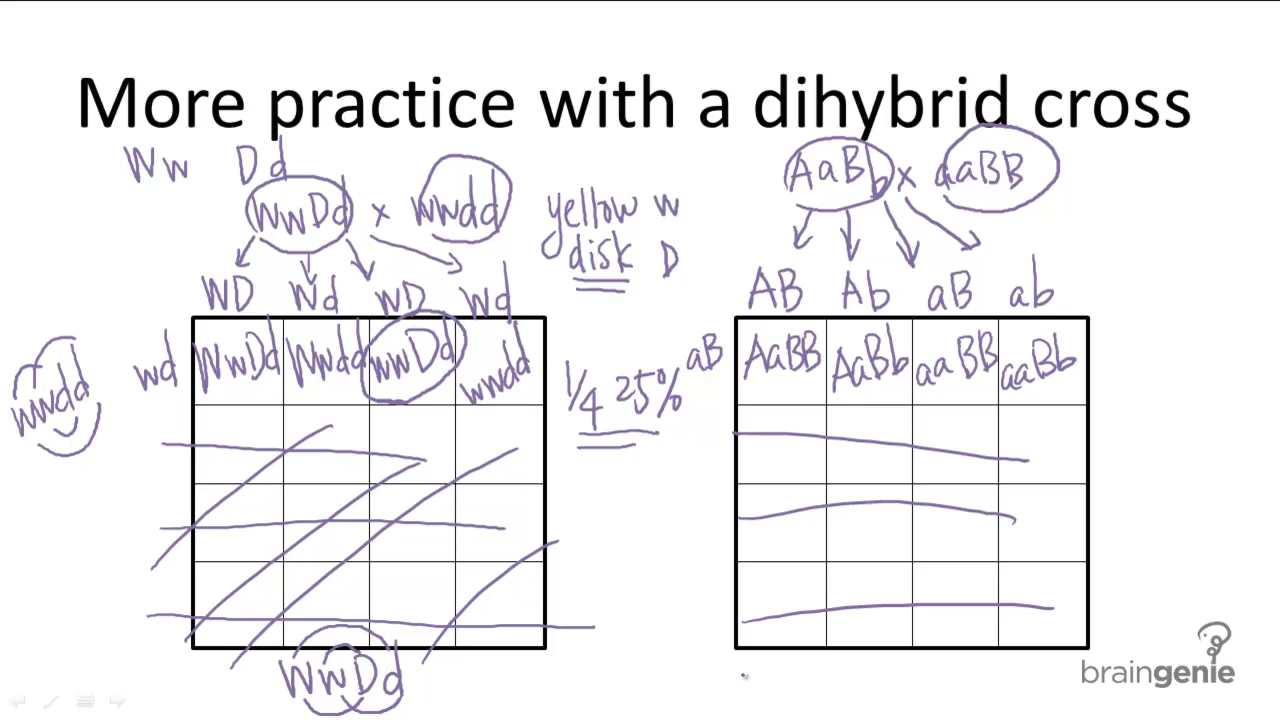 More practice with a dihybrid cross
Ww Dd
WwDd x wwdd
yellow w
disk D
AaBb x aaBB
WD Wd wD wd
AB Ab aB ab
wwdd
wd WwDd Wwdd wwDd wwdd
1/4 25%
aB AaBB AaBb aaBB aaBb
WwDd
braingenie